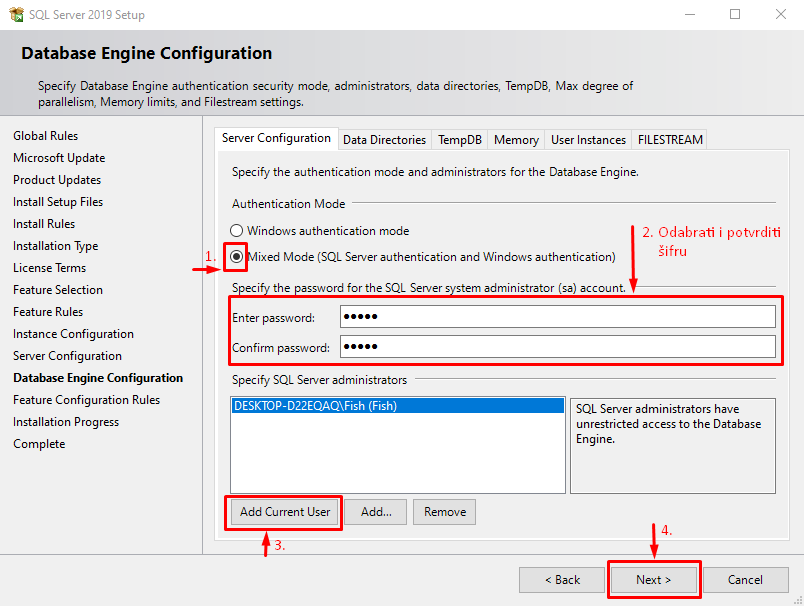 SQL Server 2019 Setup
Database Engine Configuration
Specify Database Engine authentication security mode, administrators, data directories, TempDB, Max degree of
parallelism, Memory limits, and Filestream settings.
Global Rules
Microsoft Update
Product Updates
Install Setup Files
Install Rules
Installation Type
License Terms
Feature Selection
Feature Rules
Instance Configuration
Server Configuration
Database Engine Configuration
Feature Configuration Rules
Installation Progress
Complete
Server Configuration Data Directories TempDB Memory User Instances FILESTREAM
Specify the authentication mode and administrators for the Database Engine.
Authentication Mode
Windows authentication mode
1. Mixed Mode (SQL Server authentication and Windows authentication)
2. Odabrati i potvrditi
šifru
Specify the password for the SQL Server system administrator (sa) account.
Enter password: •••••
Confirm password: •••••
Specify SQL Server administrators
DESKTOP-D22EQAQ\Fish (Fish)
SQL Server administrators have
unrestricted access to the Database
Engine.
Add Current User Add... Remove
3.
4.
< Back Next > Cancel